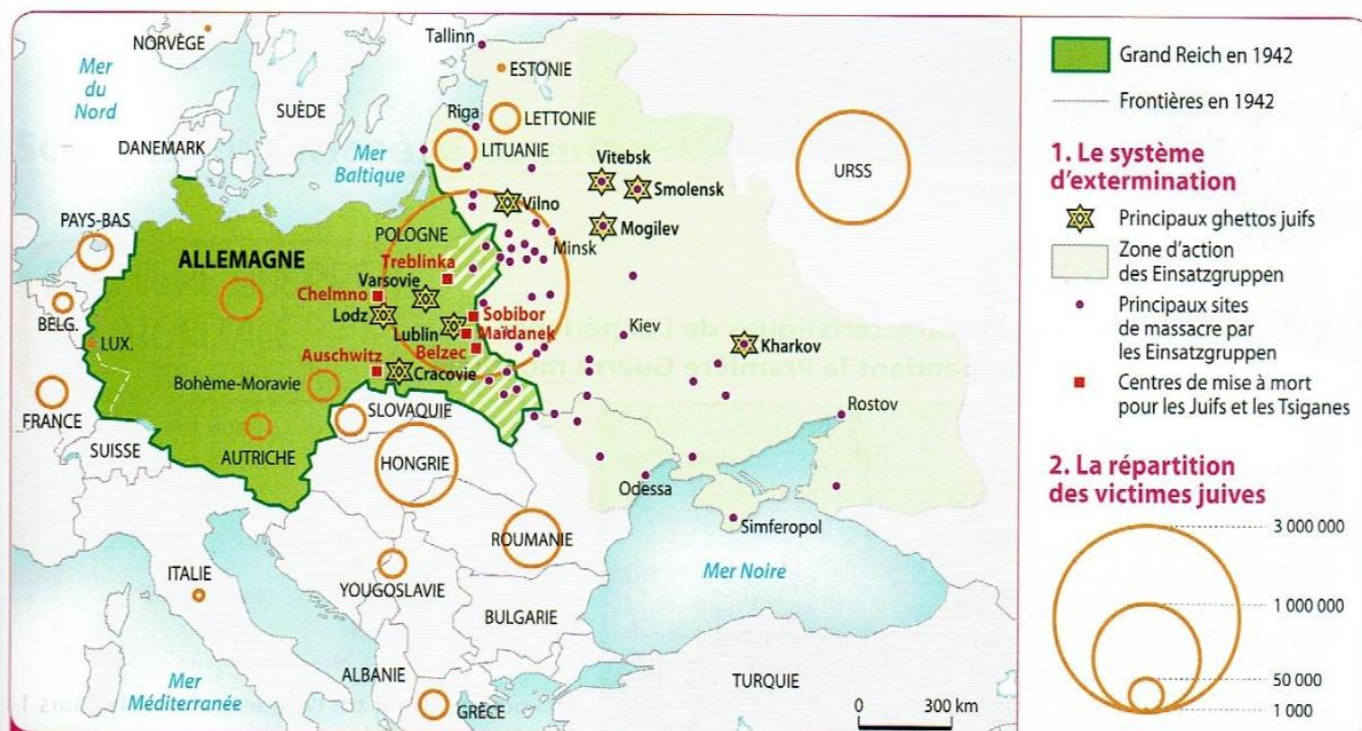 NORVÈGE
Mer
du
Nord
SUÈDE
DANEMARK
Mer
Baltique
Tallinn
ESTONIE
Riga
LETTONIE
LITUANIE
Vitebsk
Smolensk
Vilno
Mogilev
URSS
PAYS-BAS
POLOGNE
Minsk
ALLEMAGNE
Treblinka
Varsovie
Chelmno
Lodz
Sobibor
BELG.
Lublin
Maïdanek
Kiev
LUX.
Belzec
Kharkov
Auschwitz
Cracovie
Bohème-Moravie
FRANCE
SLOVAQUIE
Rostov
SUISSE
AUTRICHE
HONGRIE
Odessa
Simferopol
ROUMANIE
ITALIE
YOUGOSLAVIE
Mer Noire
BULGARIE
ALBANIE
Mer
Méditerranée
GRÈCE
TURQUIE
0 300 km
Grand Reich en 1942
Frontières en 1942
1. Le système
d'extermination
Principaux ghettos juifs
Zone d'action
des Einsatzgruppen
Principaux sites
de massacre par
les Einsatzgruppen
Centres de mise à mort
pour les Juifs et les Tsiganes
2. La répartition
des victimes juives
3 000 000
1 000 000
50 000
1 000